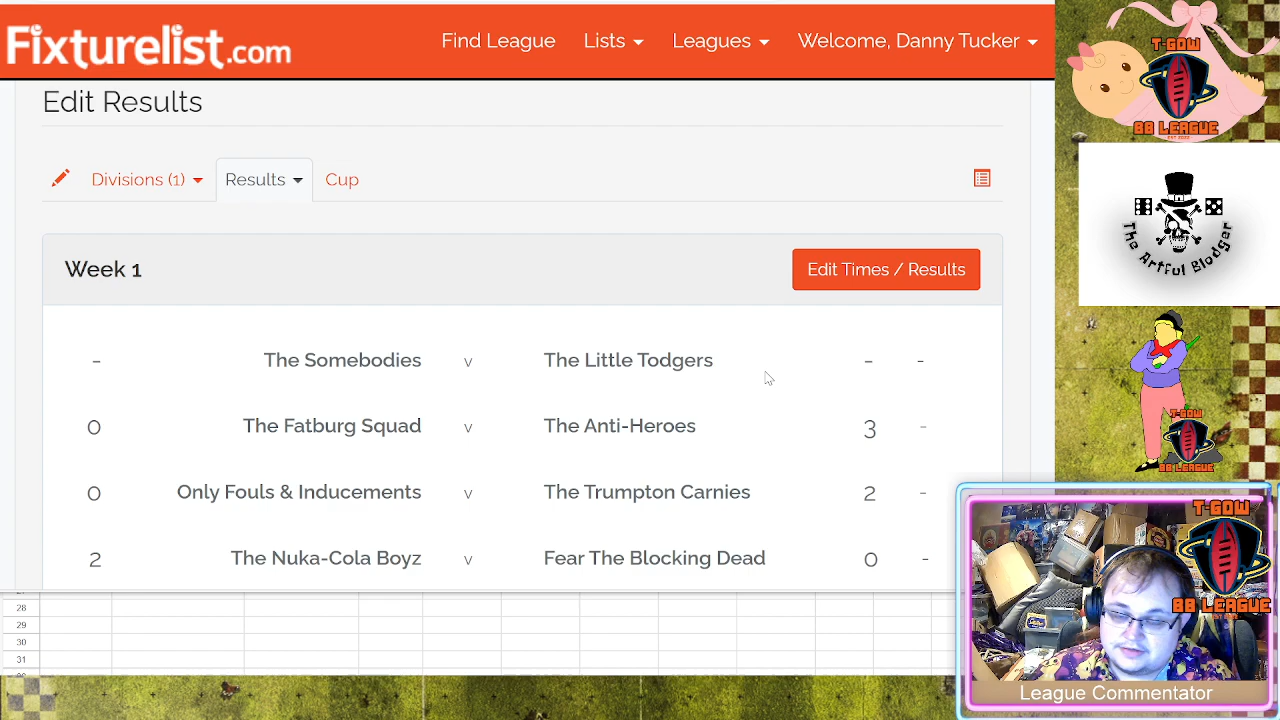 Fixturelist.com
Find League
Lists
Leagues
Welcome, Danny Tucker
Edit Results
Divisions (1)
Results
Cup
Week 1
Edit Times / Results
- The Somebodies v The Little Todgers - -
0 The Fatburg Squad v The Anti-Heroes 3 -
0 Only Fouls & Inducements v The Trumpton Carnies 2 -
2 The Nuka-Cola Boyz v Fear The Blocking Dead 0 -
28
29
30
31
T-GOW
BB LEAGUE
The Artful Blodger
T-GOW
BB LEAGUE
T-GOW
BB LEAGUE
League Commentator